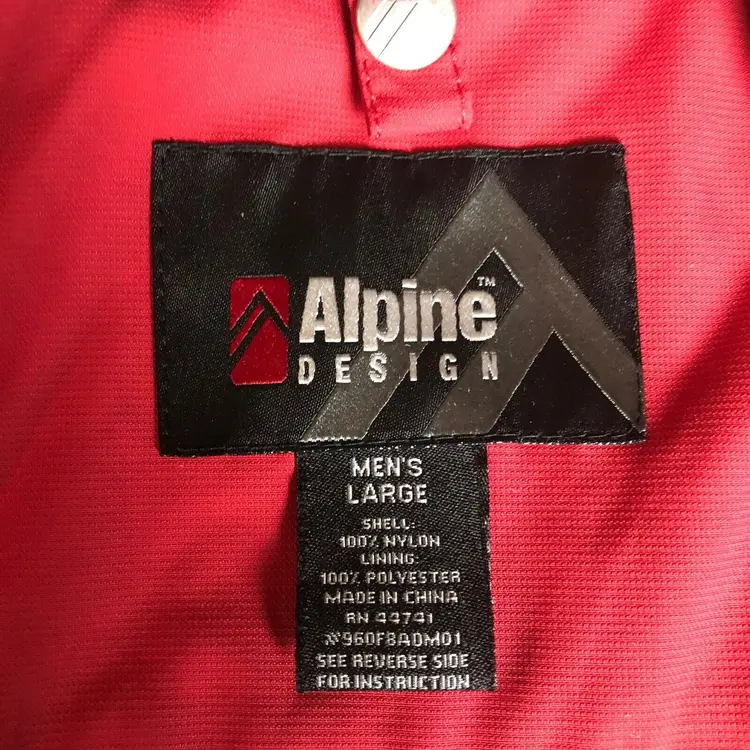 Alpine™
DESIGN
MEN'S
LARGE
SHELL:
100% NYLON
LINING:
100% POLYESTER
MADE IN CHINA
RN 44741
#960F8ADM01
SEE REVERSE SIDE
FOR INSTRUCTION